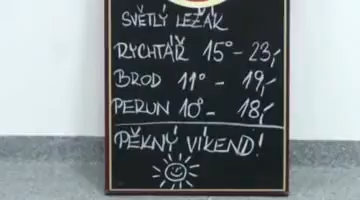 SVĚTLÝ LEŽÁK
RYCHTÁŘ 15° - 23,-
BROD 11° - 19,-
PERUN 10° - 18,-
PĚKNÝ VÍKEND!